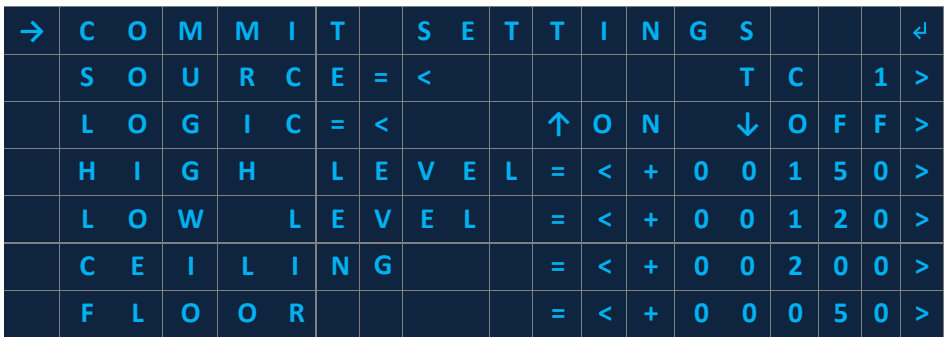 →COMMIT SETTINGS ↵
SOURCE=< TC 1>
LOGIC=< ↑ON ↓OFF>
HIGH LEVEL=<+00150>
LOW LEVEL =<+00120>
CEILING =<+00200>
FLOOR =<+00050>